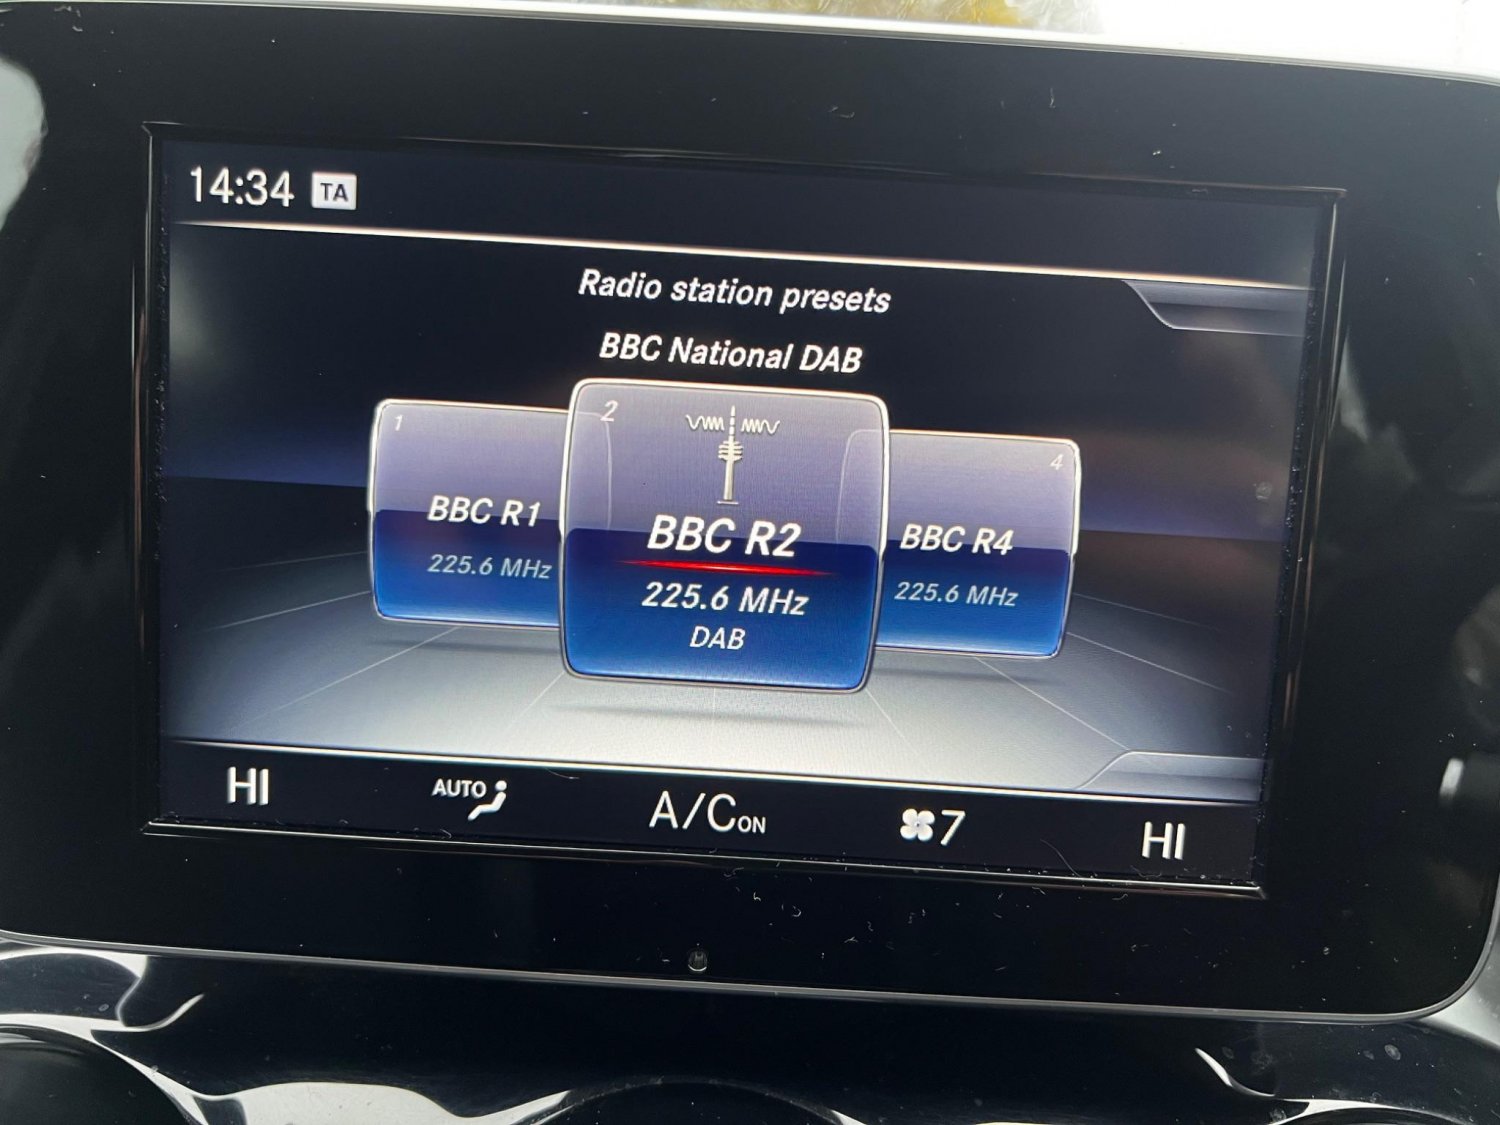 14:34 TA
Radio station presets
BBC National DAB
1
BBC R1
225.6 MHz
2
BBC R2
225.6 MHz
DAB
4
BBC R4
225.6 MHz
HI AUTO A/C ON 7 HI